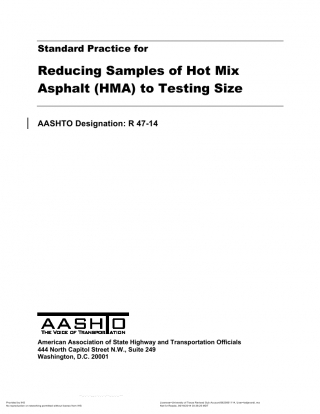 Standard Practice for
Reducing Samples of Hot Mix
Asphalt (HMA) to Testing Size
AASHTO Designation: R 47-14
AASHTO
THE VOICE OF TRANSPORTATION
American Association of State Highway and Transportation Officials
444 North Capitol Street N.W., Suite 249
Washington, D.C. 20001